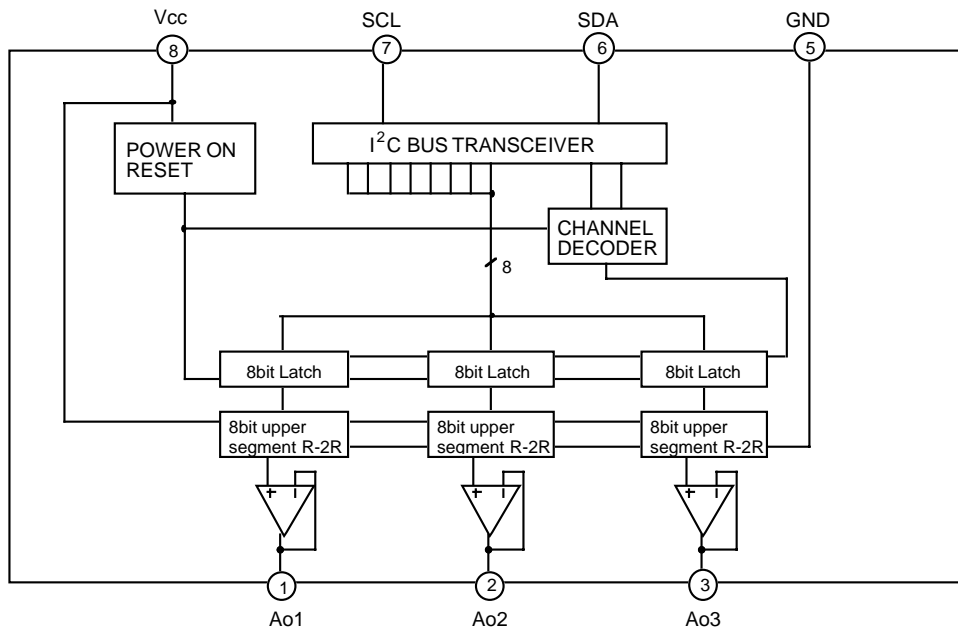 Vcc SCL SDA GND
8 7 6 5
POWER ON
RESET
I²C BUS TRANSCEIVER
CHANNEL
DECODER
8
8bit Latch 8bit Latch 8bit Latch
8bit upper
segment R-2R
8bit upper
segment R-2R
8bit upper
segment R-2R
+ - + - + -
1 2 3
Ao1 Ao2 Ao3